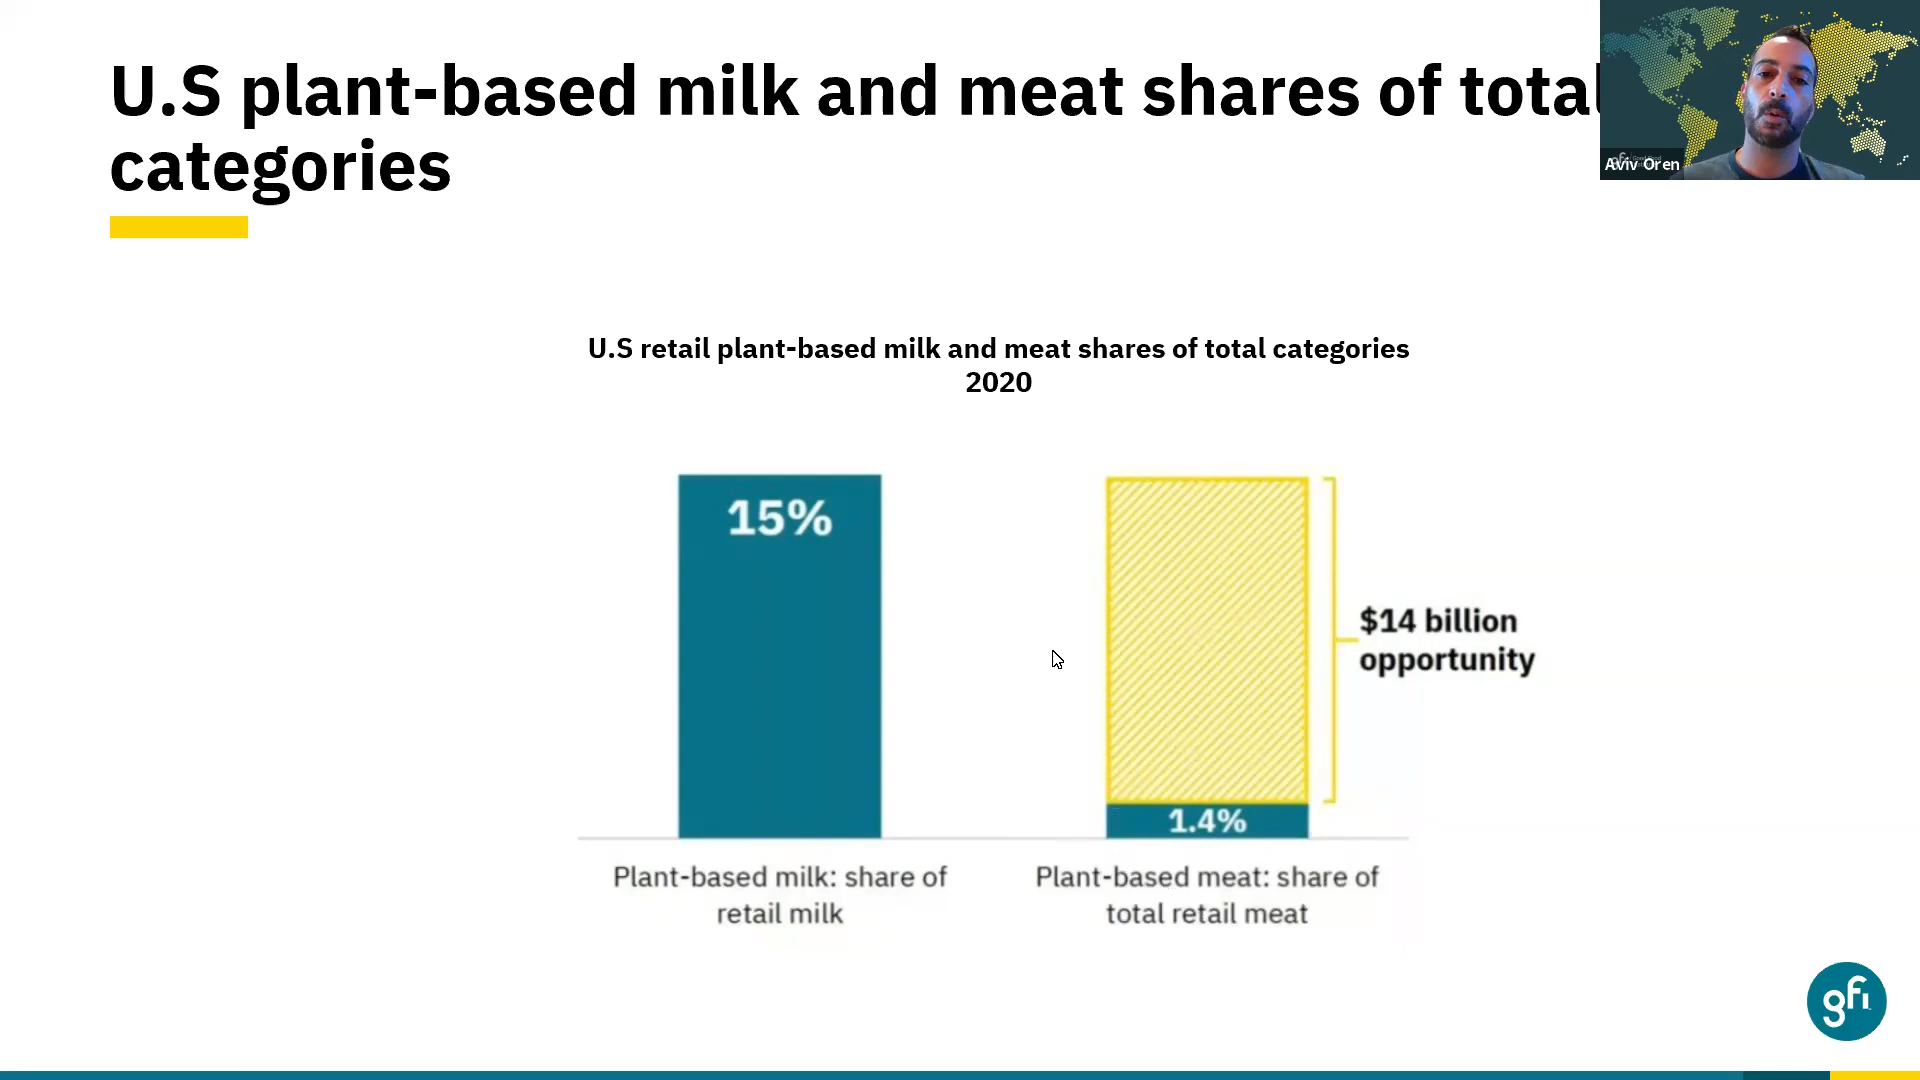 U.S plant-based milk and meat shares of total
categories
Aviv Oren
U.S retail plant-based milk and meat shares of total categories
2020
15%
$14 billion
opportunity
1.4%
Plant-based milk: share of
retail milk
Plant-based meat: share of
total retail meat
gfi